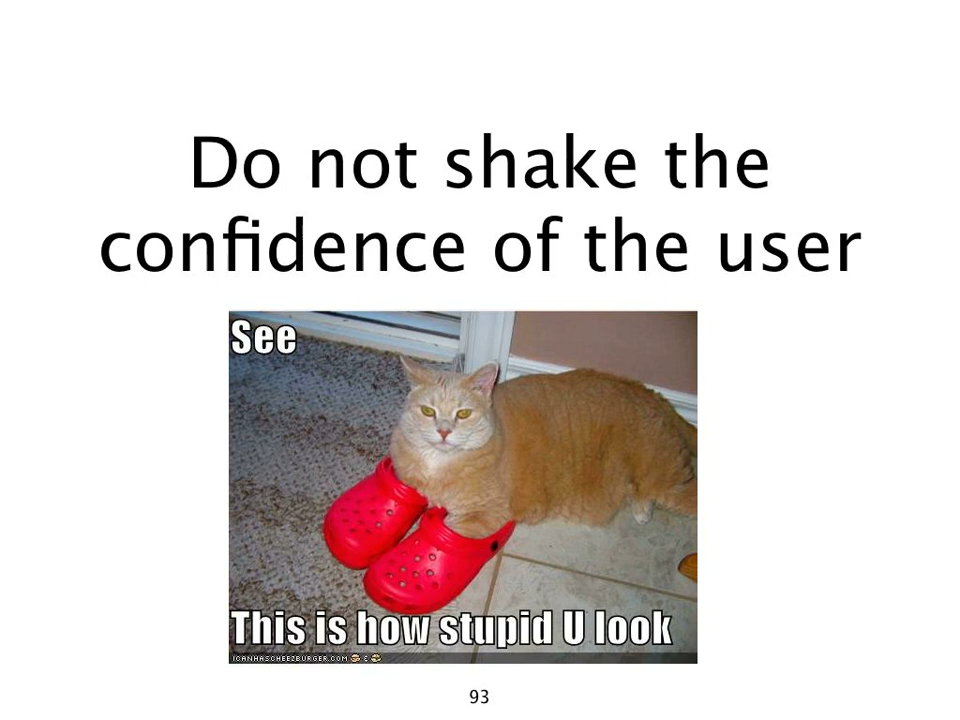 Do not shake the
confidence of the user
See
This is how stupid U look
ICANHASCHEEZBURGER.COM
93